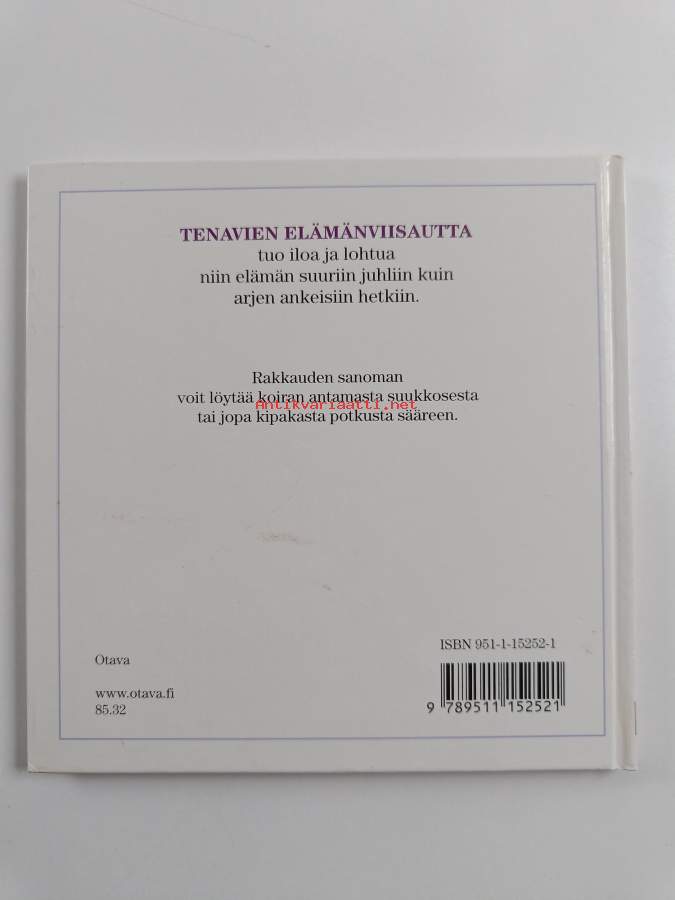 TENAVIEN ELÄMÄNVIISAUTTA
tuo iloa ja lohtua
niin elämän suuriin juhliin kuin
arjen ankeisiin hetkiin.
Rakkauden sanoman
voit löytää koiran antamasta suukkosesta
Antikvariaatti.net
tai jopa kipakasta potkusta sääreen.
ISBN 951-1-15252-1
Otava
www.otava.fi
85.32
9 789511 152521